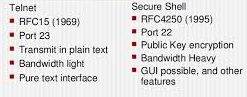 Telnet
RFC15 (1969)
Port 23
Transmit in plain text
Bandwidth light
Pure text interface
Secure Shell
RFC4250 (1995)
Port 22
Public Key encryption
Bandwidth Heavy
GUI possible, and other
features